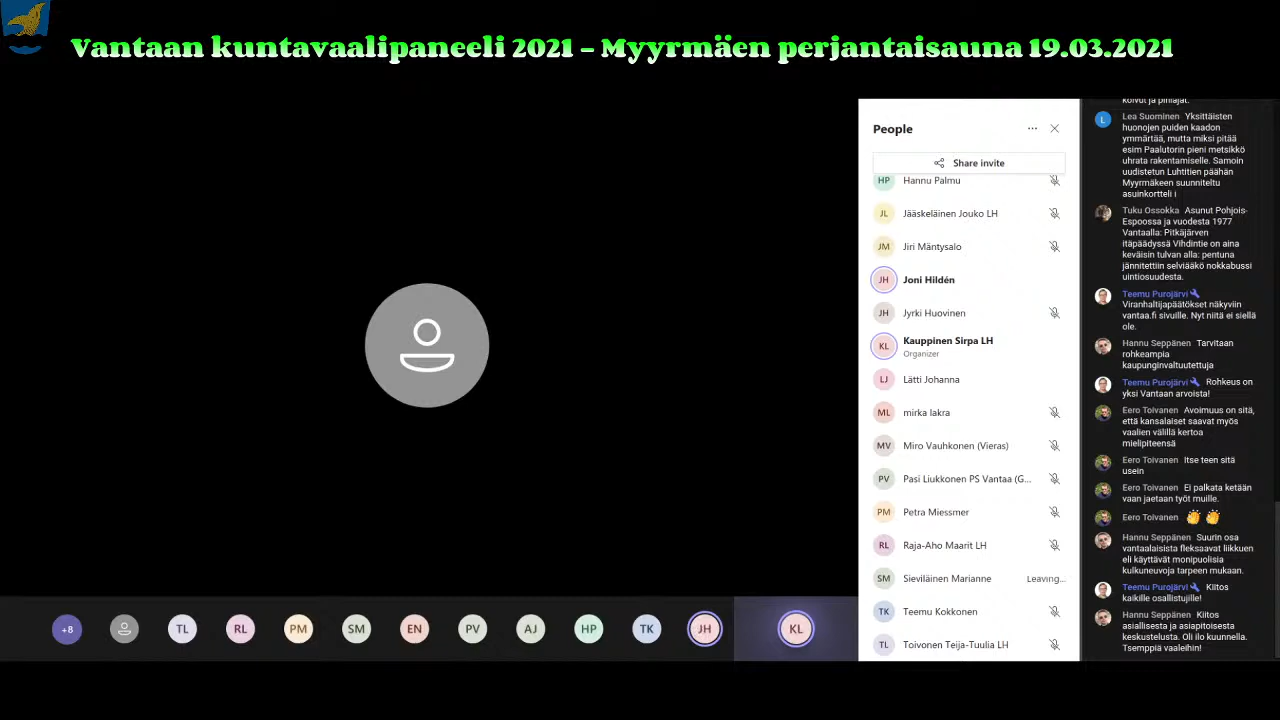 Vantaan kuntavaalipaneeli 2021 – Myyrmäen perjantaisauna 19.03.2021
People
Share invite
HP Hannu Palmu
JL Jääskeläinen Jouko LH
JM Jiri Mäntysalo
JH Joni Hildén
JH Jyrki Huovinen
KL Kauppinen Sirpa LH
Organizer
LJ Lätti Johanna
ML mirka lakra
MV Miro Vauhkonen (Vieras)
PV Pasi Liukkonen PS Vantaa (G...
PM Petra Miessmer
RL Raja-Aho Maarit LH
SM Sieviläinen Marianne Leaving...
TK Teemu Kokkonen
TL Toivonen Teija-Tuulia LH
koivut ja pihlajat.
L Lea Suominen Yksittäisten
huonojen puiden kaadon
ymmärtää, mutta miksi pitää
esim Paalutorin pieni metsikkö
uhrata rakentamiselle. Samoin
uudistetun Luhtitien päähän
Myyrmäkeen suunniteltu
asuinkortteli i
Tuku Ossokka Asunut Pohjois-
Espoossa ja vuodesta 1977
Vantaalla: Pitkäjärven
itäpäädyssä Vihdintie on aina
keväisin tulvan alla: pentuna
jännitettiin selviääkö nokkabussi
uintiosuudesta.
Teemu Purojärvi
Viranhaltijapäätökset näkyviin
vantaa.fi sivuille. Nyt niitä ei siellä
ole.
Hannu Seppänen Tarvitaan
rohkeampia
kaupunginvaltuutettuja
Teemu Purojärvi Rohkeus on
yksi Vantaan arvoista!
Eero Toivanen Avoimuus on sitä,
että kansalaiset saavat myös
vaalien välillä kertoa
mielipiteensä
Eero Toivanen Itse teen sitä
usein
Eero Toivanen Ei palkata ketään
vaan jaetaan työt muille.
Eero Toivanen 👏 👏
Hannu Seppänen Suurin osa
vantaalaisista fleksaavat liikkuen
eli käyttävät monipuolisia
kulkuneuvoja tarpeen mukaan.
Teemu Purojärvi Kiitos
kaikille osallistujille!
Hannu Seppänen Kiitos
asiallisesta ja asiapitoisesta
keskustelusta. Oli ilo kuunnella.
Tsemppiä vaaleihin!
+8 TL RL PM SM EN PV AJ HP TK JH KL